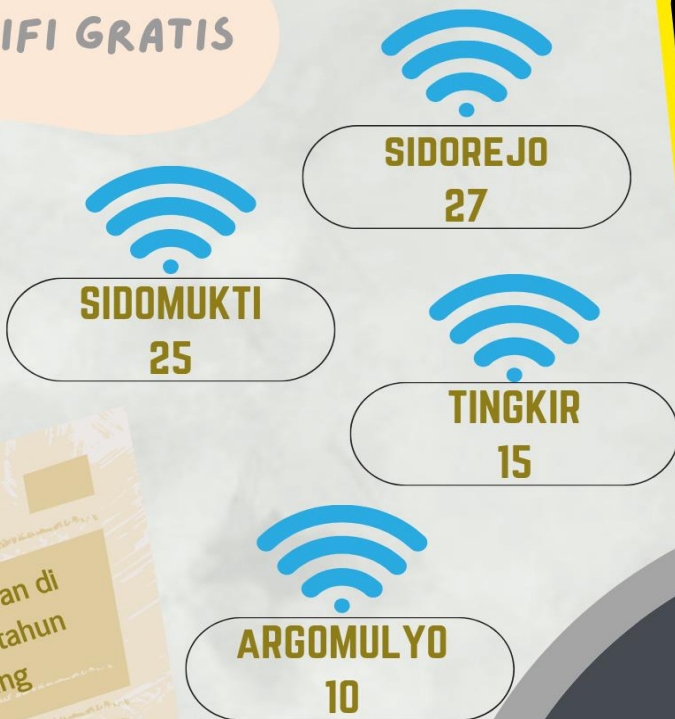 IFI GRATIS
SIDOREJO
27
SIDOMUKTI
25
TINGKIR
15
an di
tahun
ng
ARGOMULYO
10